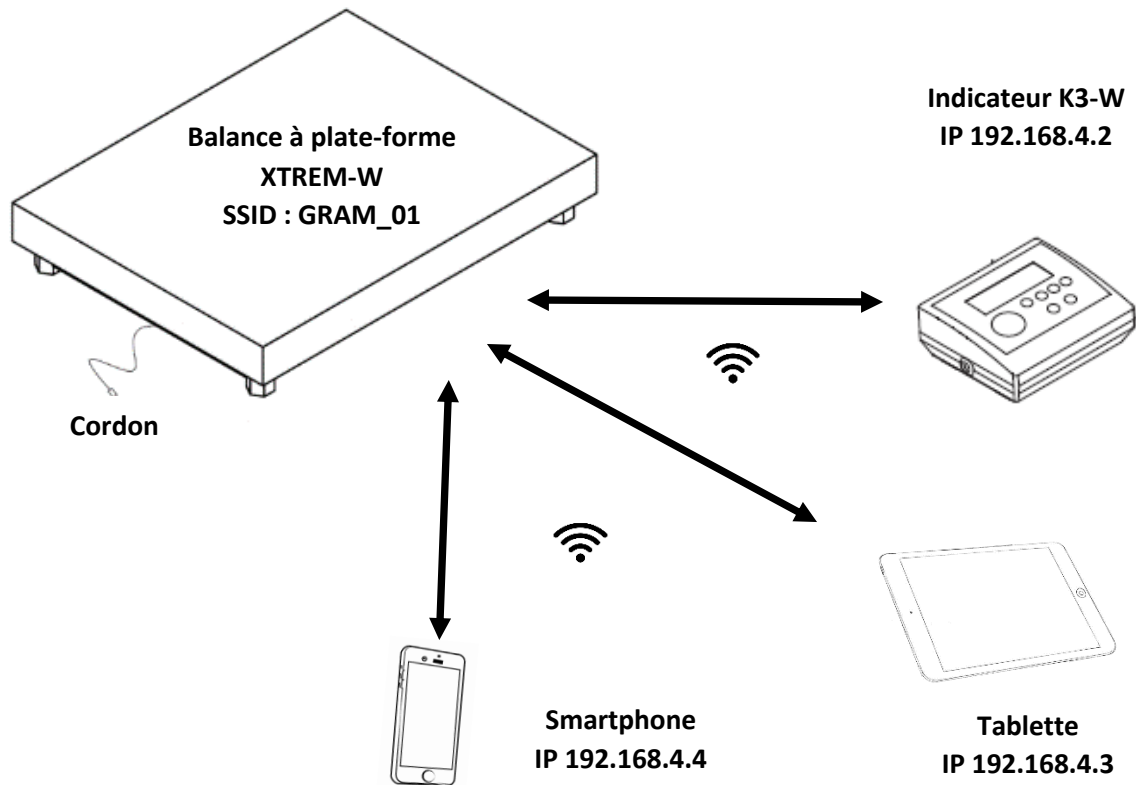 Balance à plate-forme
XTREM-W
SSID : GRAM_01
Indicateur K3-W
IP 192.168.4.2
Cordon
Smartphone
IP 192.168.4.4
Tablette
IP 192.168.4.3